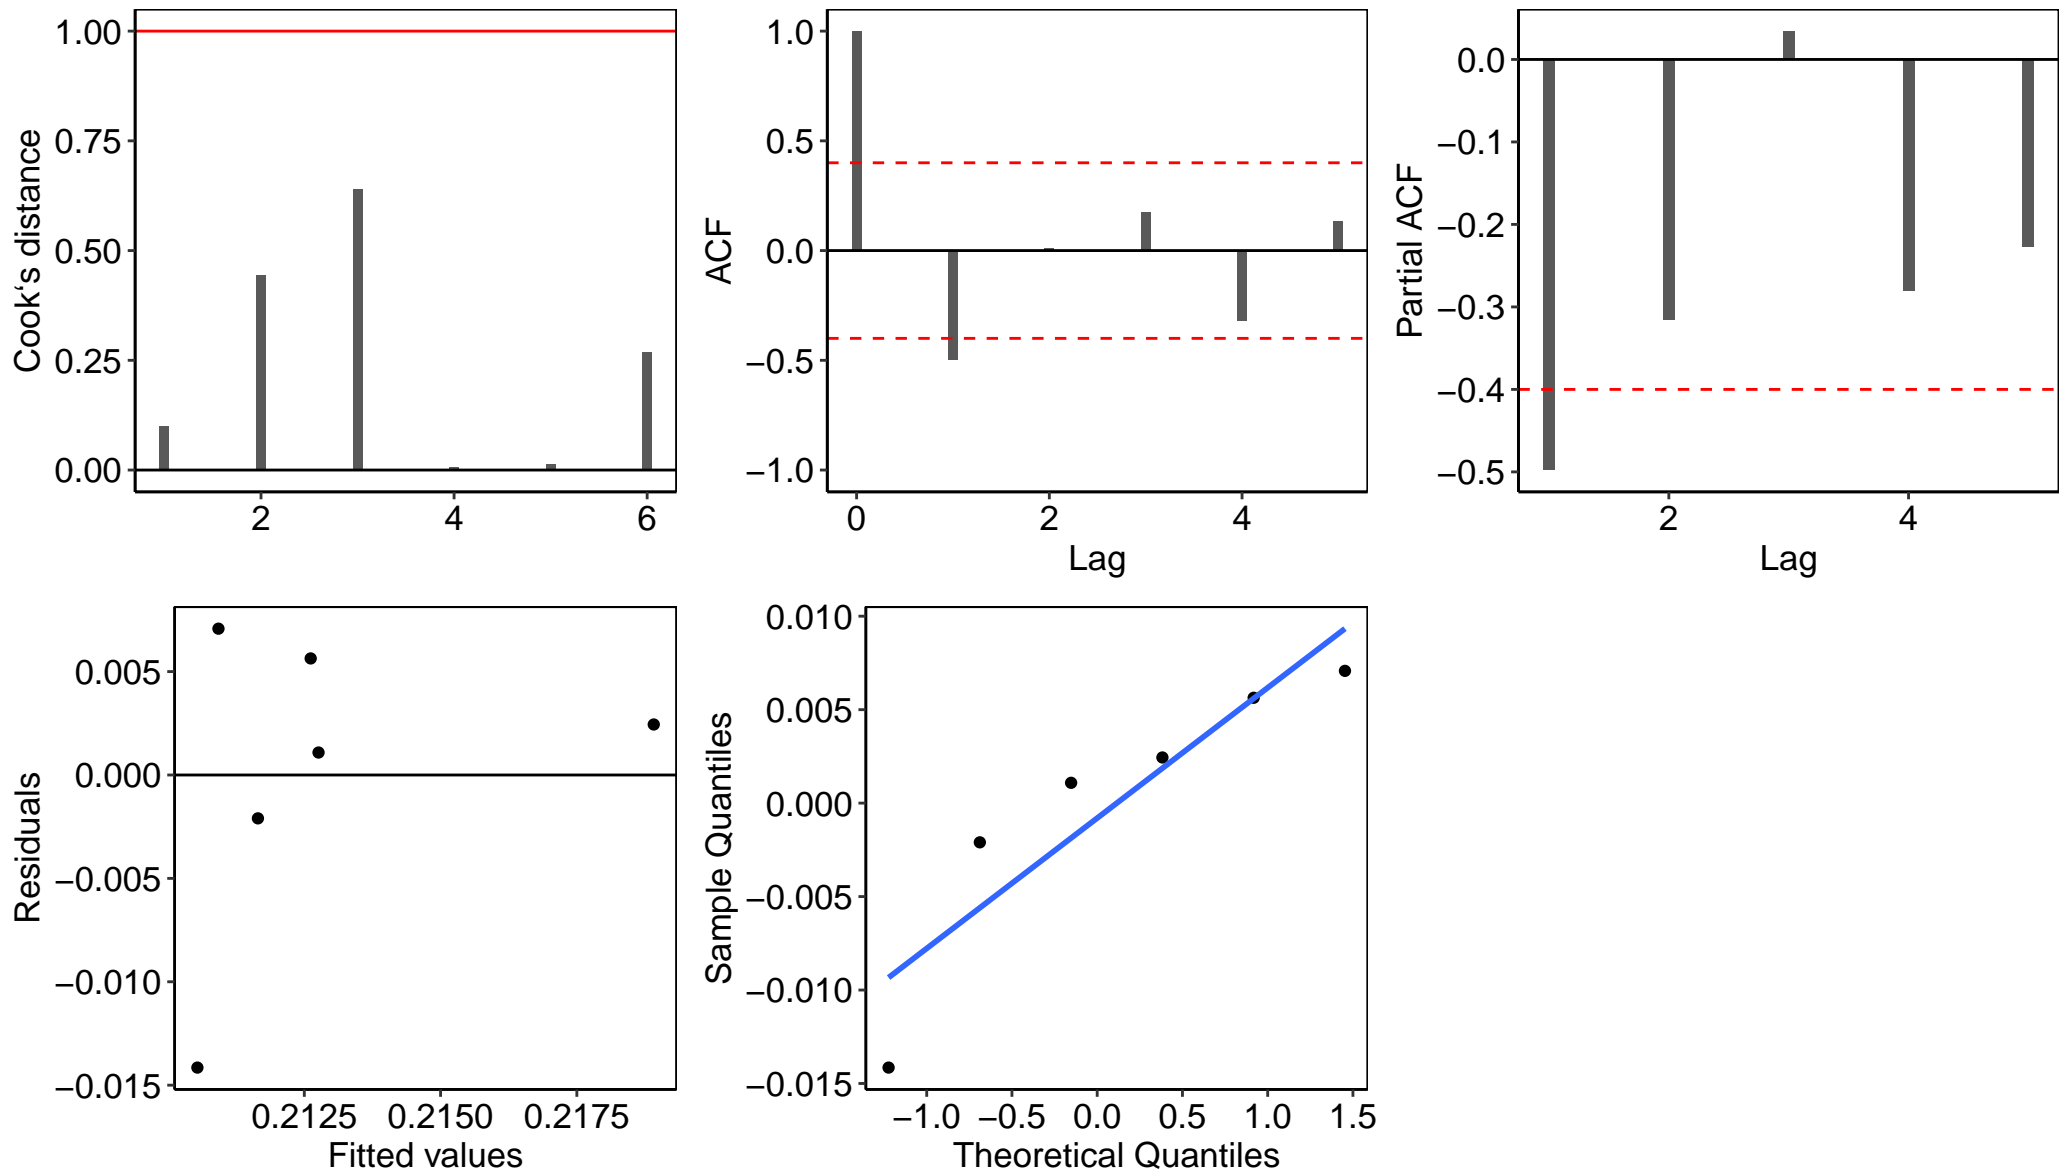 Cook‘s distance
1.00
0.75
0.50
0.25
0.00
2 4 6
ACF
1.0
0.5
0.0
−0.5
−1.0
0 2 4
Lag
Partial ACF
0.0
−0.1
−0.2
−0.3
−0.4
−0.5
2 4
Lag
Residuals
0.005
0.000
−0.005
−0.010
−0.015
0.2125 0.2150 0.2175
Fitted values
Sample Quantiles
0.010
0.005
0.000
−0.005
−0.010
−0.015
−1.0 −0.5 0.0 0.5 1.0 1.5
Theoretical Quantiles